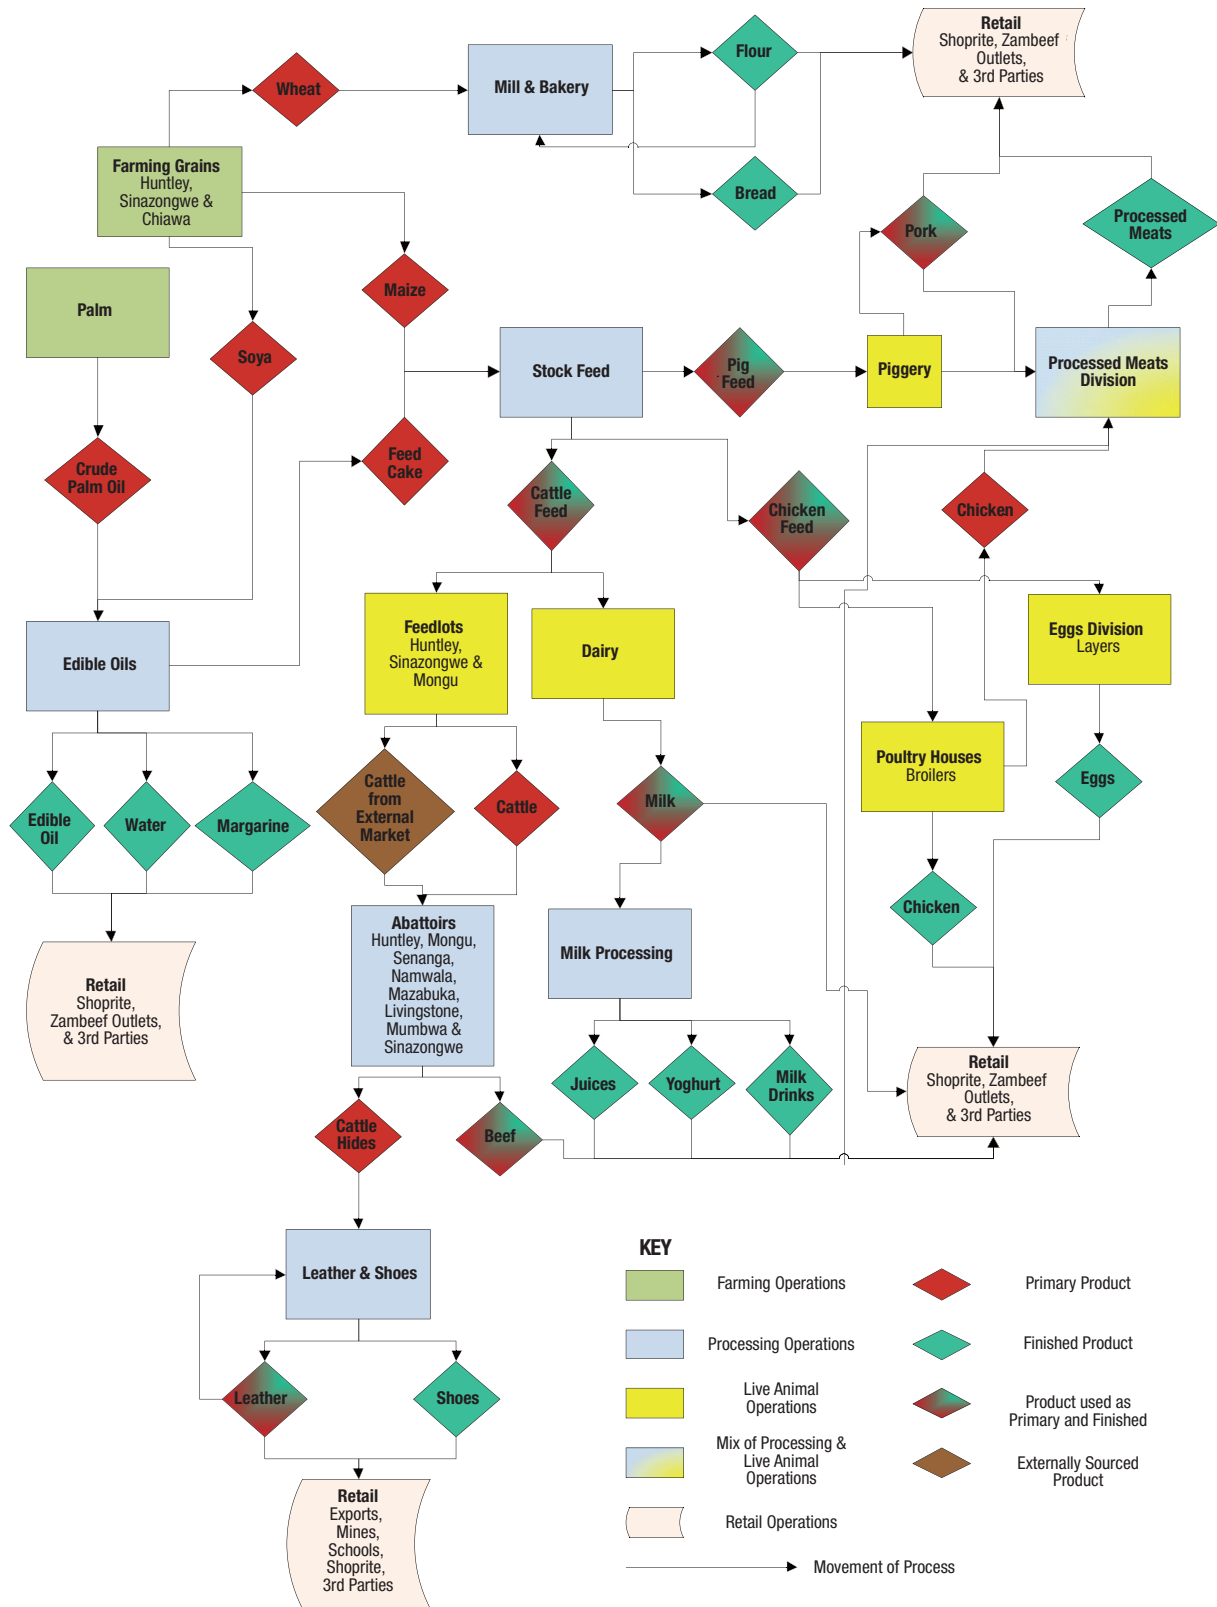 Retail
Shoprite, Zambeef
Outlets,
& 3rd Parties
Flour
Wheat
Mill & Bakery
Farming Grains
Huntley,
Sinazongwe &
Chiawa
Bread
Processed
Meats
Pork
Maize
Palm
Soya
Stock Feed
Pig
Feed
Piggery
Processed Meats
Division
Crude
Palm Oil
Feed
Cake
Cattle
Feed
Chicken
Feed
Chicken
Feedlots
Huntley,
Sinazongwe &
Mongu
Dairy
Eggs Division
Layers
Edible Oils
Poultry Houses
Broilers
Eggs
Edible
Oil
Water
Margarine
Cattle
from
External
Market
Cattle
Milk
Chicken
Abattoirs
Huntley, Mongu,
Senanga,
Namwala,
Mazabuka,
Livingstone,
Mumbwa &
Sinazongwe
Milk Processing
Retail
Shoprite,
Zambeef Outlets,
& 3rd Parties
Juices
Yoghurt
Milk
Drinks
Retail
Shoprite, Zambeef
Outlets,
& 3rd Parties
Cattle
Hides
Beef
Leather & Shoes
Leather
Shoes
Retail
Exports,
Mines,
Schools,
Shoprite,
3rd Parties
KEY
Farming Operations
Primary Product
Processing Operations
Finished Product
Live Animal
Operations
Product used as
Primary and Finished
Mix of Processing &
Live Animal
Operations
Externally Sourced
Product
Retail Operations
Movement of Process